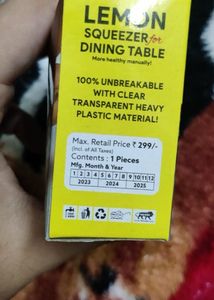 LEMON
SQUEEZER for
DINING TABLE
More healthy manually!
100% UNBREAKABLE
WITH CLEAR
TRANSPARENT HEAVY
PLASTIC MATERIAL!
Max. Retail Price ₹ 299/-
(Incl. of All Taxes)
Contents : 1 Pieces
Mfg. Month & Year
1 2 3 4 5 6 7 8 9 10 11 12
2023 2024 2025